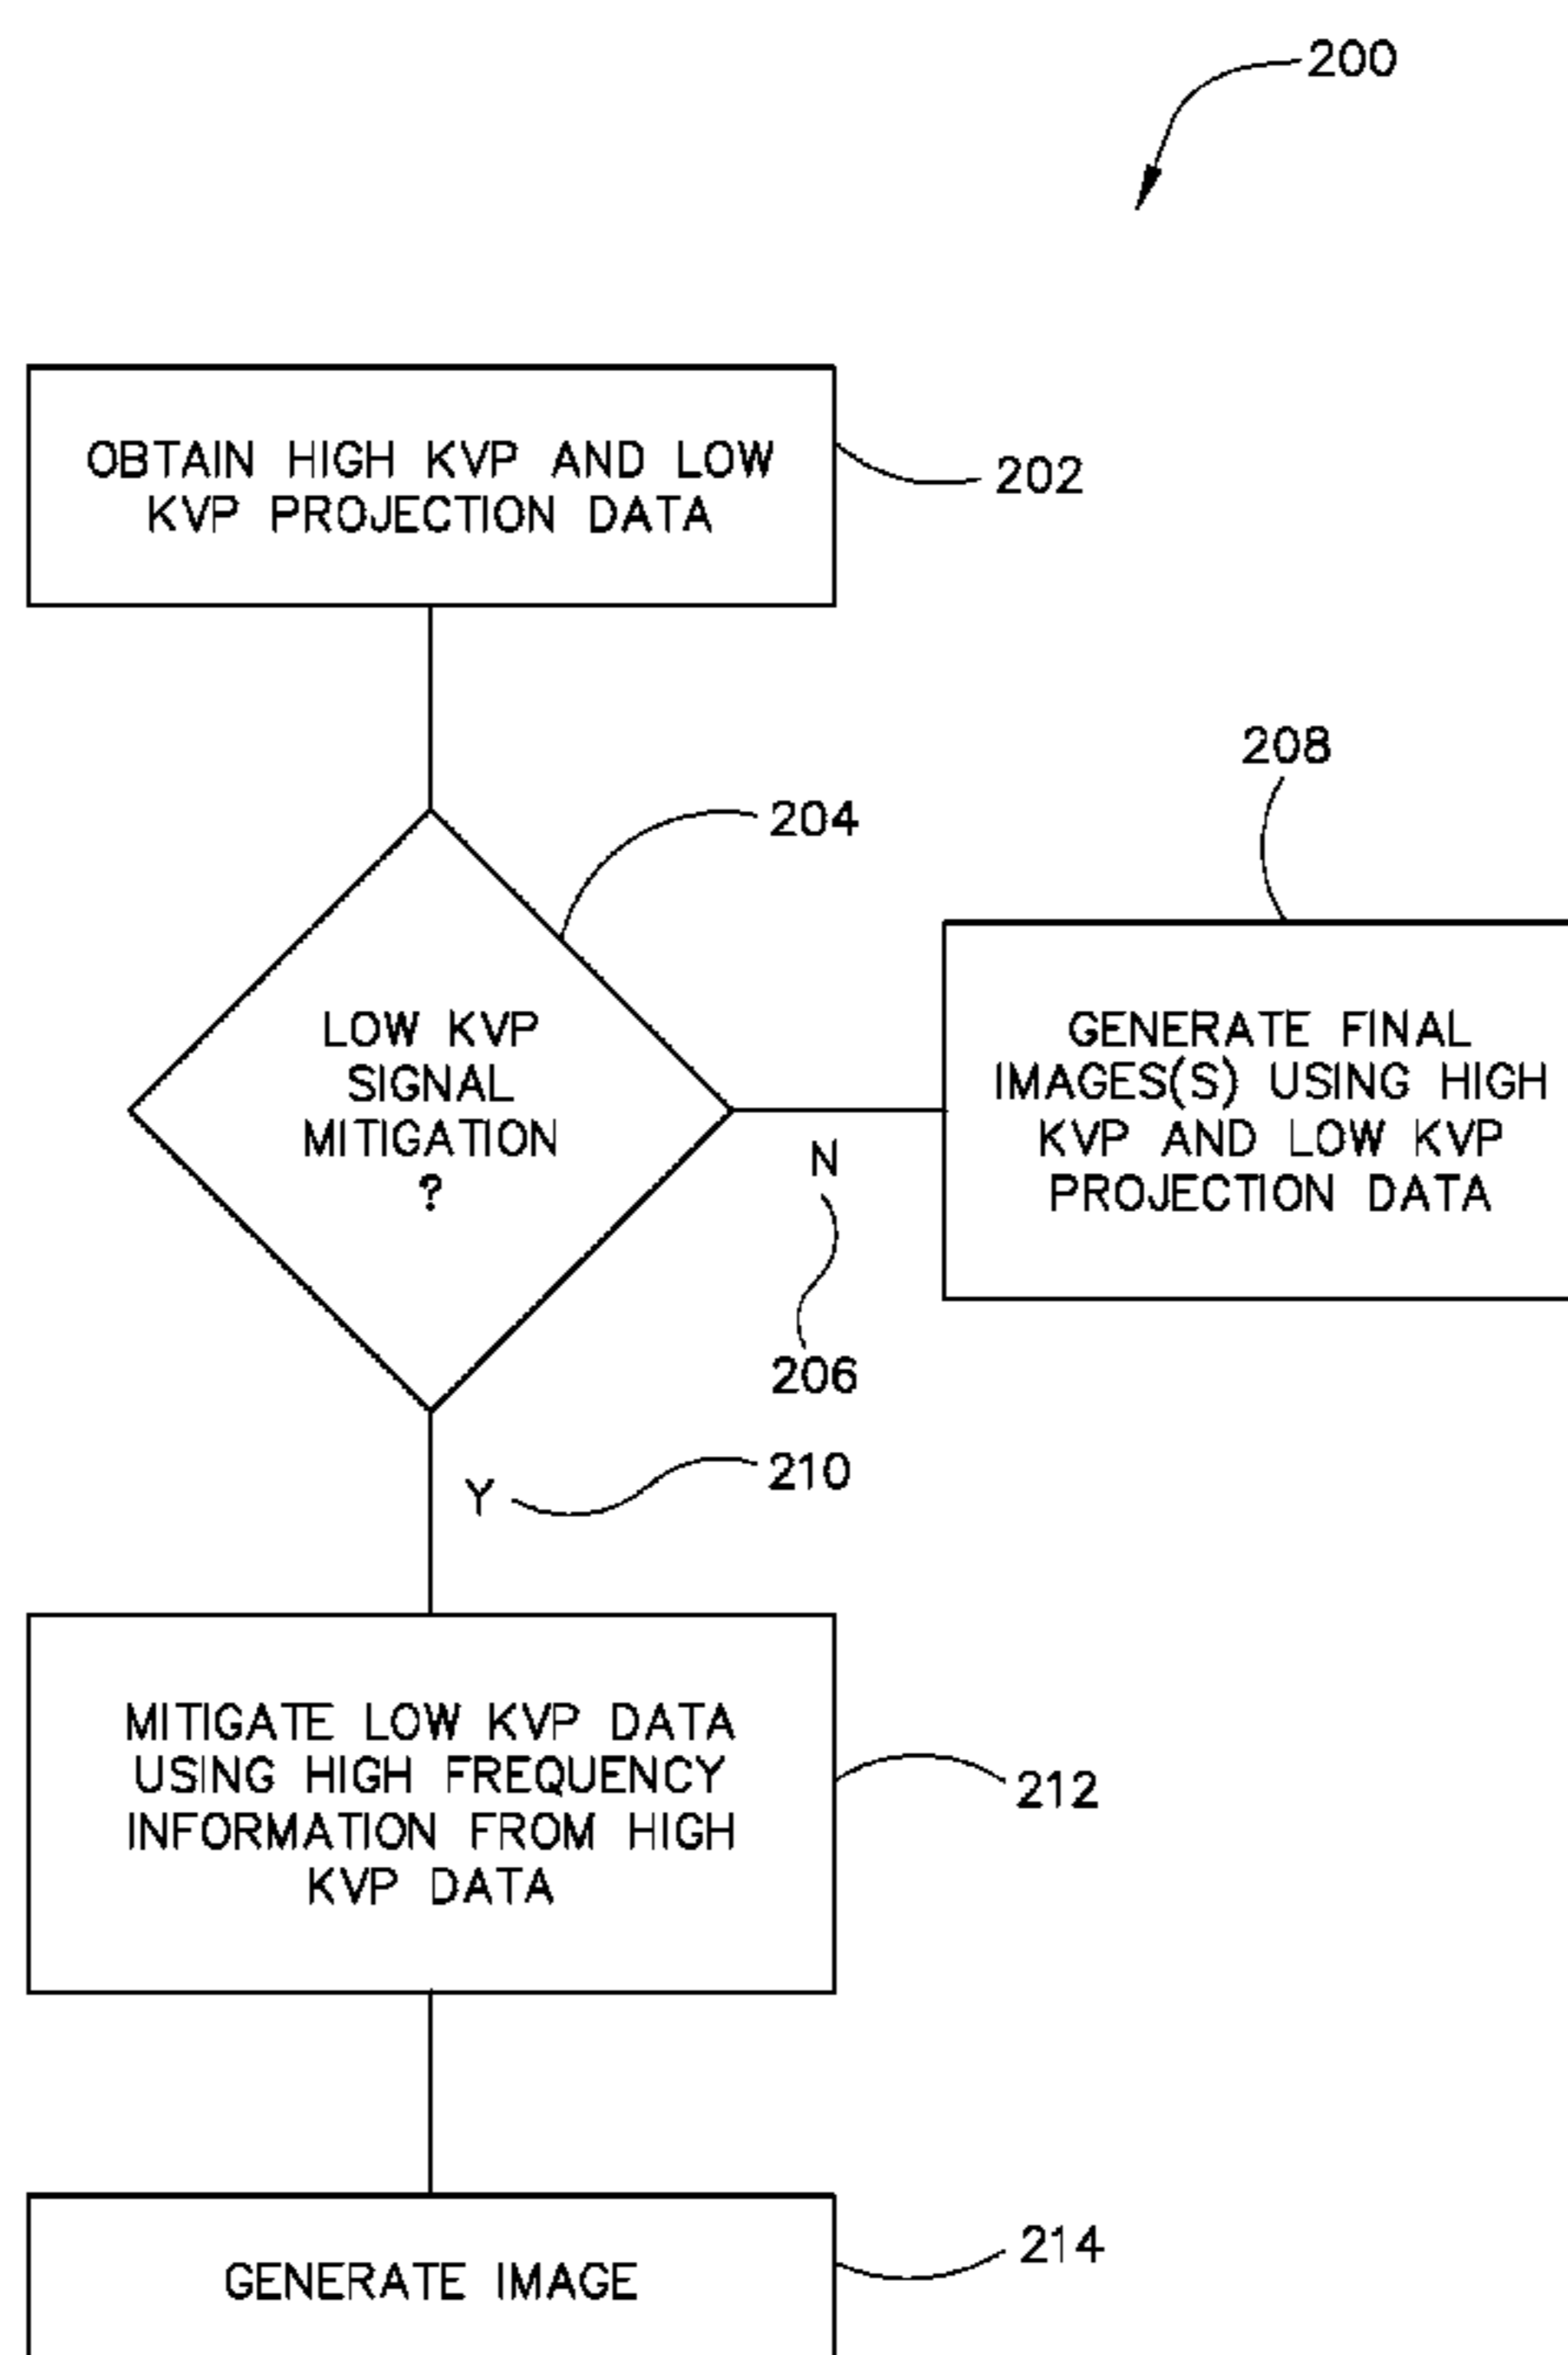 200
OBTAIN HIGH KVP AND LOW
KVP PROJECTION DATA
202
204
LOW KVP
SIGNAL
MITIGATION
?
208
GENERATE FINAL
IMAGES(S) USING HIGH
KVP AND LOW KVP
PROJECTION DATA
N
206
Y
210
MITIGATE LOW KVP DATA
USING HIGH FREQUENCY
INFORMATION FROM HIGH
KVP DATA
212
GENERATE IMAGE
214